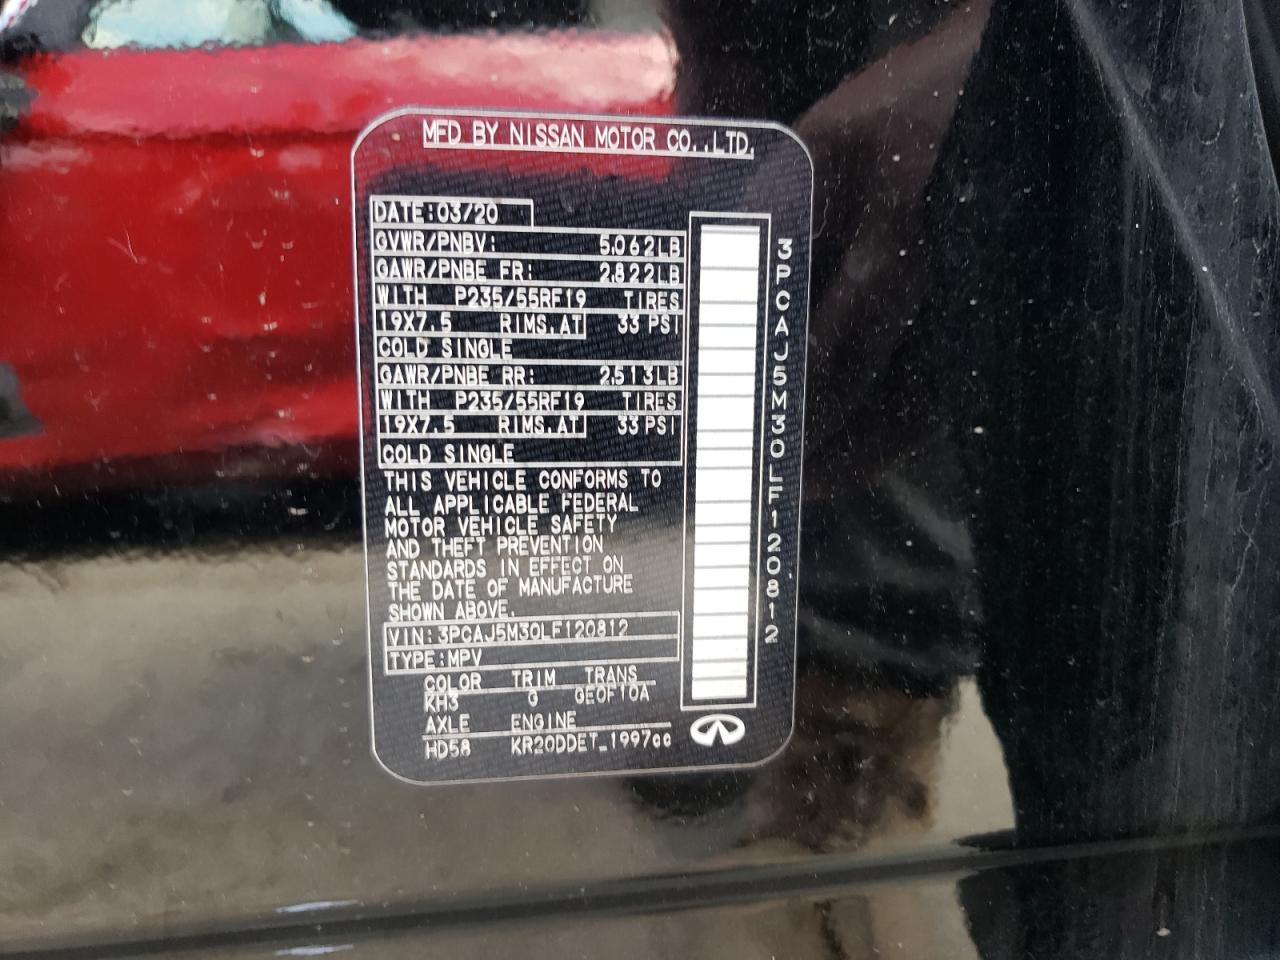 MFD BY NISSAN MOTOR CO.,LTD.
DATE:03/20
GVWR/PNBV: 5,062LB
GAWR/PNBE FR: 2,822LB
WITH P235/55RF19 TIRES
19X7.5 RIMS.AT 33 PSI
COLD SINGLE
GAWR/PNBE RR: 2,513LB
WITH P235/55RF19 TIRES
19X7.5 RIMS.AT 33 PSI
COLD SINGLE
THIS VEHICLE CONFORMS TO
ALL APPLICABLE FEDERAL
MOTOR VEHICLE SAFETY
AND THEFT PREVENTION
STANDARDS IN EFFECT ON
THE DATE OF MANUFACTURE
SHOWN ABOVE.
VIN:3PCAJ5M30LF120812
TYPE:MPV
COLOR TRIM TRANS
KH3 G GE0F10A
AXLE ENGINE
HD58 KR20DDET_1997cc
3PCAJ5M30LF120812